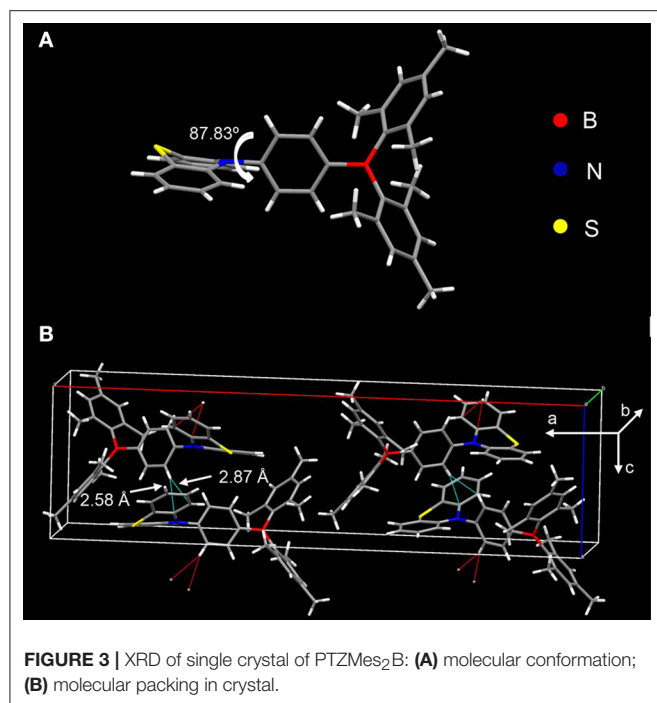 A
87.83°
B
N
S
B
a
b
c
2.58 Å
2.87 Å
FIGURE 3 | XRD of single crystal of PTZMes₂B: (A) molecular conformation;
(B) molecular packing in crystal.